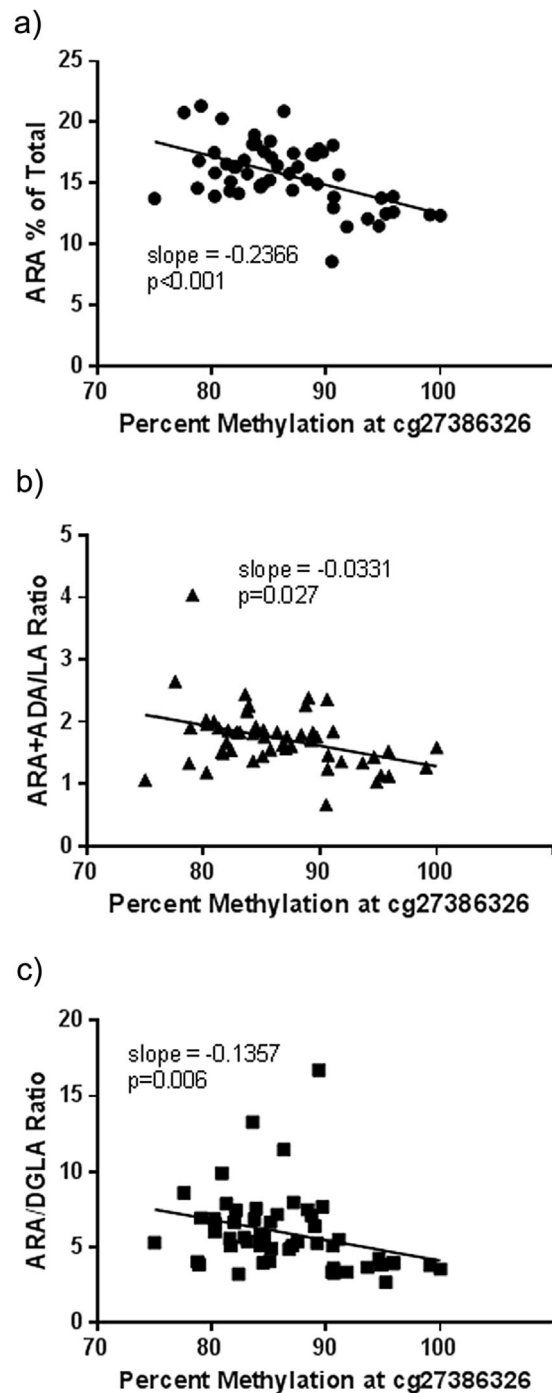 a)
25
20
15
10
5
0
ARA % of Total
slope = -0.2366
p<0.001
70 80 90 100
Percent Methylation at cg27386326
b)
5
4
3
2
1
0
ARA+ADA/LA Ratio
slope = -0.0331
p=0.027
70 80 90 100
Percent Methylation at cg27386326
c)
20
15
10
5
0
ARA/DGLA Ratio
slope = -0.1357
p=0.006
70 80 90 100
Percent Methylation at cg27386326